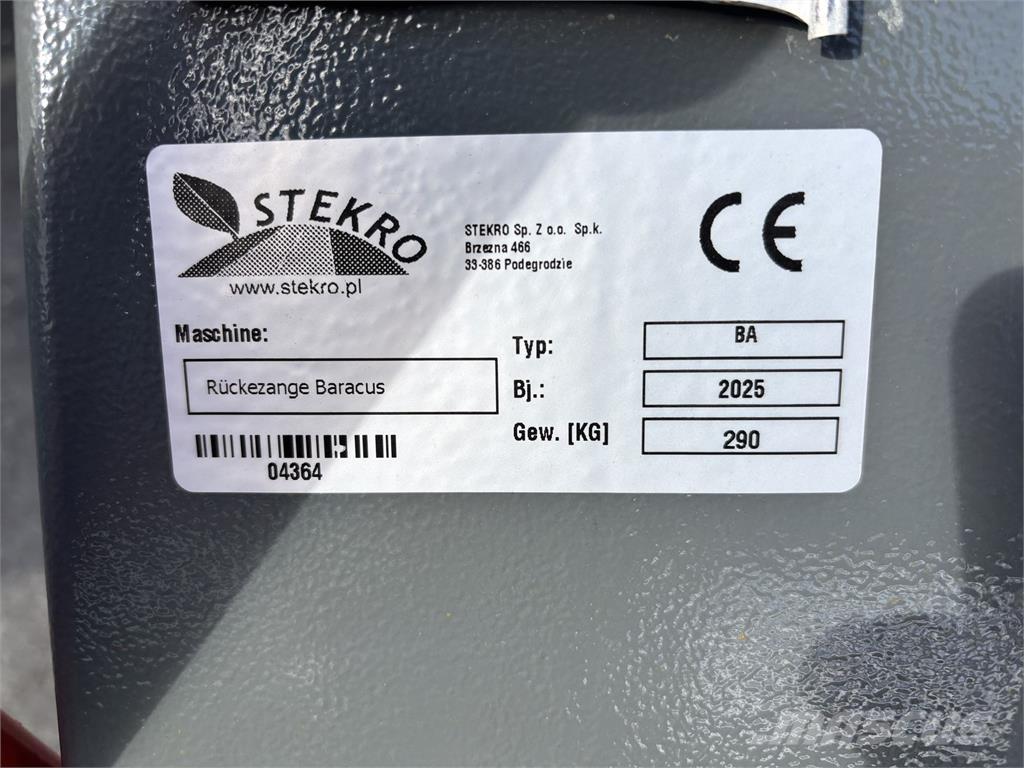 STEKRO
www.stekro.pl
STEKRO Sp. Z o.o. Sp.k.
Brzezna 466
33-386 Podegrodzie
CE
Maschine:
Rückezange Baracus
04364
Typ: BA
Bj.: 2025
Gew. [KG] 290
MASCUS